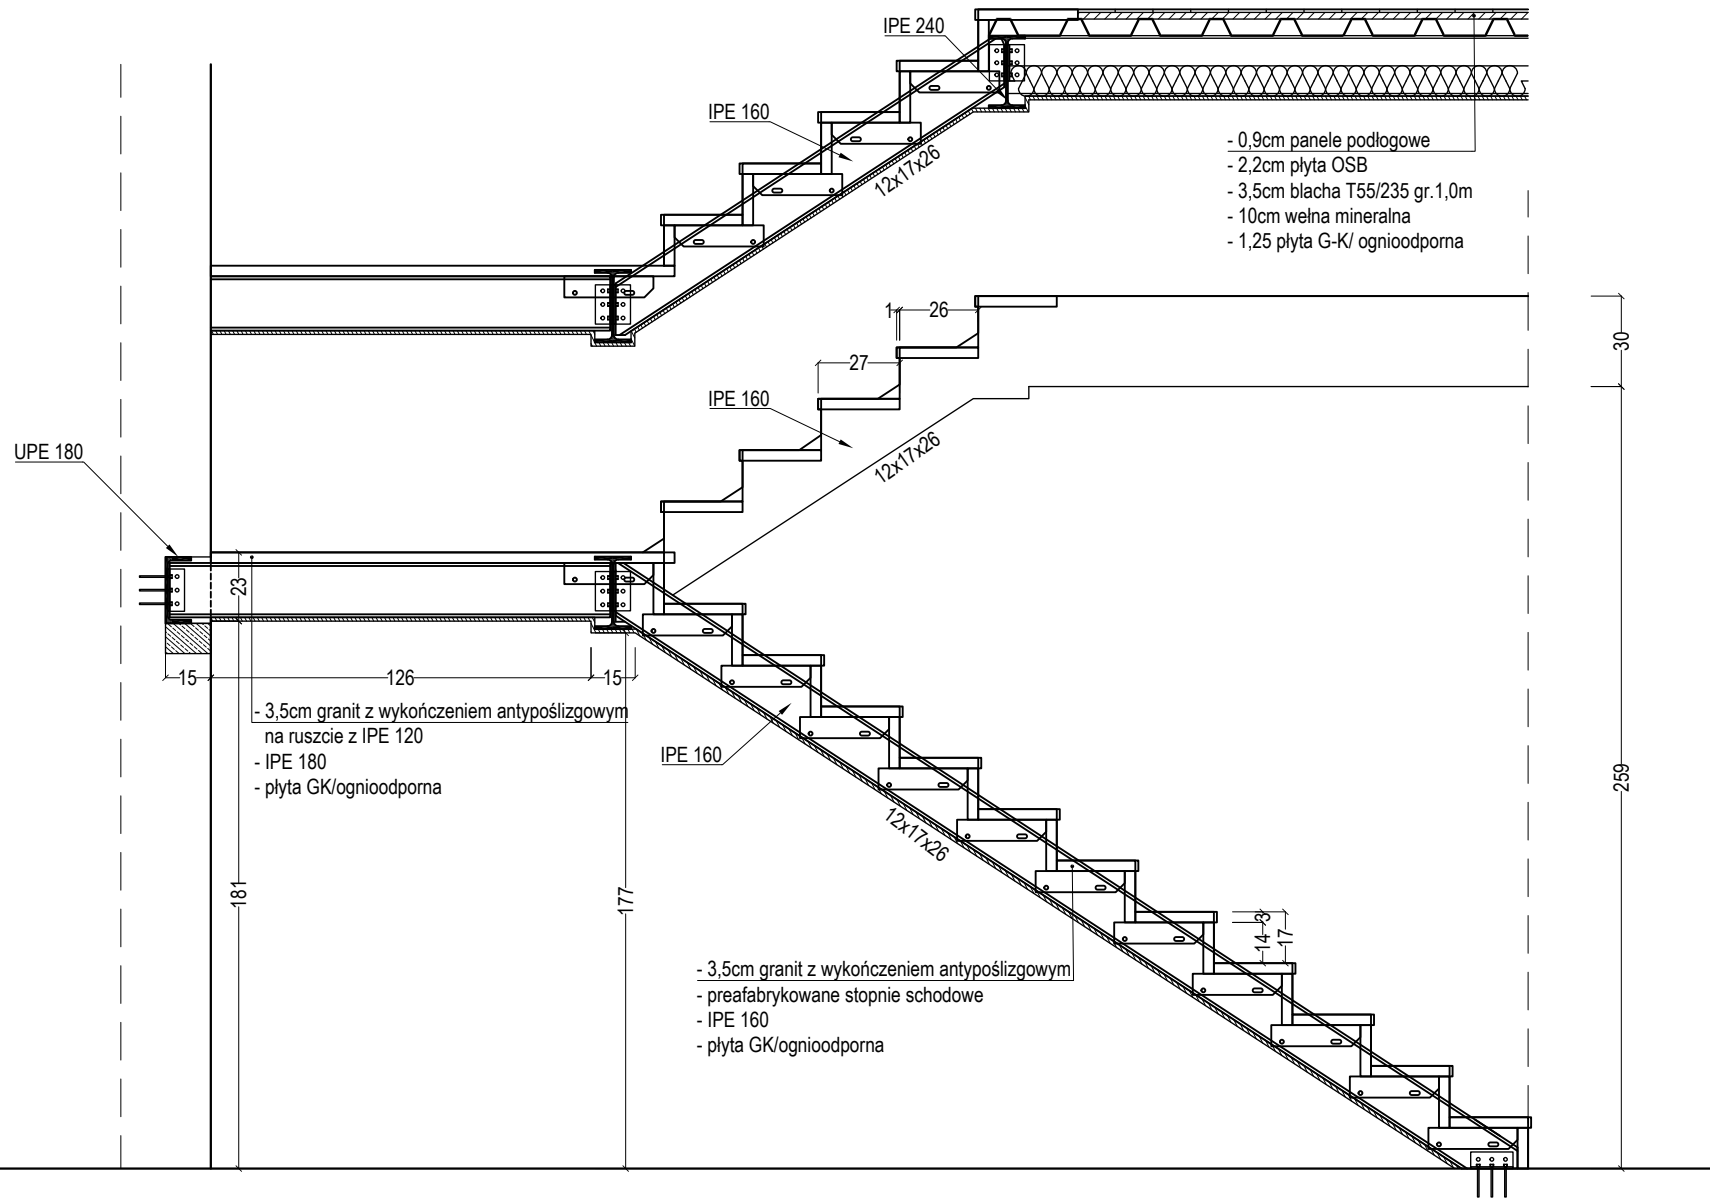 IPE 240
IPE 160
12x17x26
- 0,9cm panele podłogowe
- 2,2cm płyta OSB
- 3,5cm blacha T55/235 gr.1,0m
- 10cm wełna mineralna
- 1,25 płyta G-K/ ognioodporna
1
26
27
30
IPE 160
12x17x26
UPE 180
23
15
126
15
- 3,5cm granit z wykończeniem antypoślizgowym
na ruszcie z IPE 120
- IPE 180
- płyta GK/ognioodporna
IPE 160
12x17x26
259
181
177
3
14
17
- 3,5cm granit z wykończeniem antypoślizgowym
- preafabrykowane stopnie schodowe
- IPE 160
- płyta GK/ognioodporna